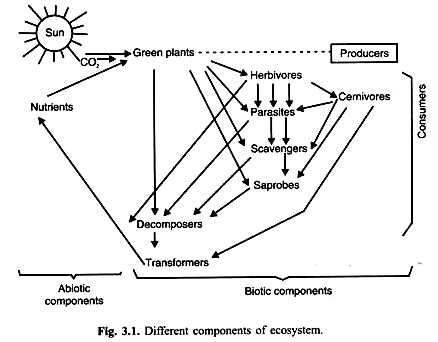 Sun
CO2
Green plants
Producers
Herbivores
Cernivores
Parasites
Nutrients
Scavengers
Saprobes
Consumers
Decomposers
Transformers
Abiotic
components
Biotic components
Fig. 3.1. Different components of ecosystem.